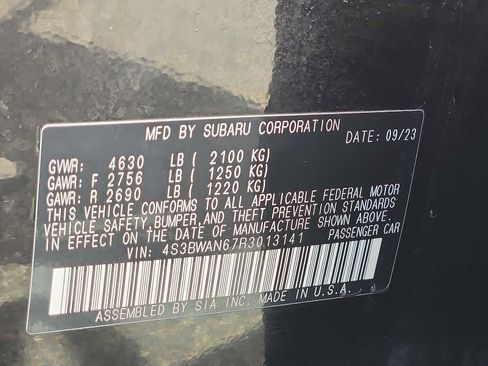 MFD BY SUBARU CORPORATION DATE: 09/23
GVWR: 4630 LB ( 2100 KG)
GAWR: F 2756 LB ( 1250 KG)
GAWR: R 2690 LB ( 1220 KG)
THIS VEHICLE CONFORMS TO ALL APPLICABLE FEDERAL MOTOR
VEHICLE SAFETY,BUMPER,AND THEFT PREVENTION STANDARDS
IN EFFECT ON THE DATE OF MANUFACTURE SHOWN ABOVE.
VIN: 4S3BWAN67R3013141 PASSENGER CAR
ASSEMBLED BY SIA INC. MADE IN U.S.A.